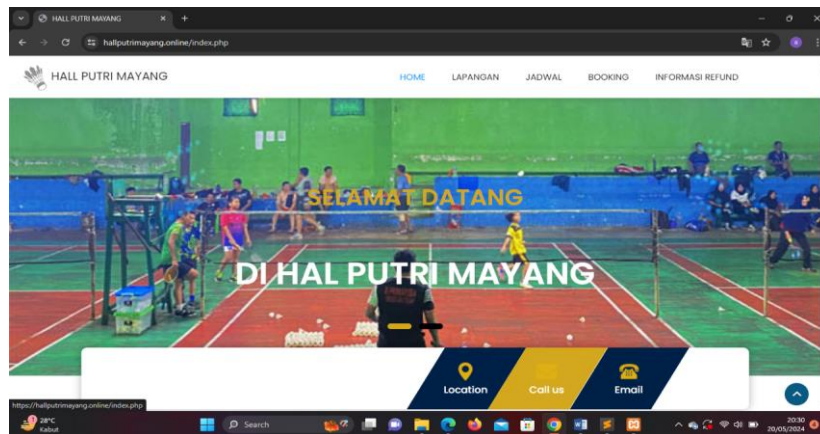 HALL PUTRI MAYANG
hallputrimayang.online/index.php
HALL PUTRI MAYANG
HOME LAPANGAN JADWAL BOOKING INFORMASI REFUND
SELAMAT DATANG
DI HAL PUTRI MAYANG
Location Call us Email
https://hallputrimayang.online/index.php
28°C
Kabut
Search
20:30
20/05/2024